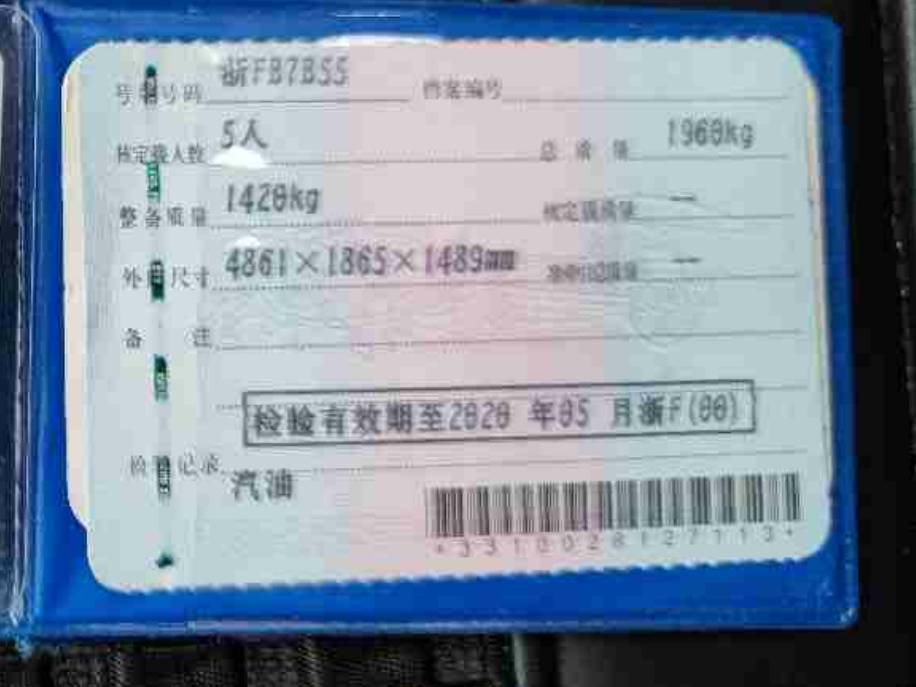 号牌号码 浙FB7B55 档案编号
核定载人数 5人 总质量 1960kg
整备质量 1420kg 核定载质量 —
外廓尺寸 4861×1865×1489mm 准牵引总质量 —
备注
检验有效期至2020 年05 月浙F(00)
检验记录
汽油
*3310028127113*